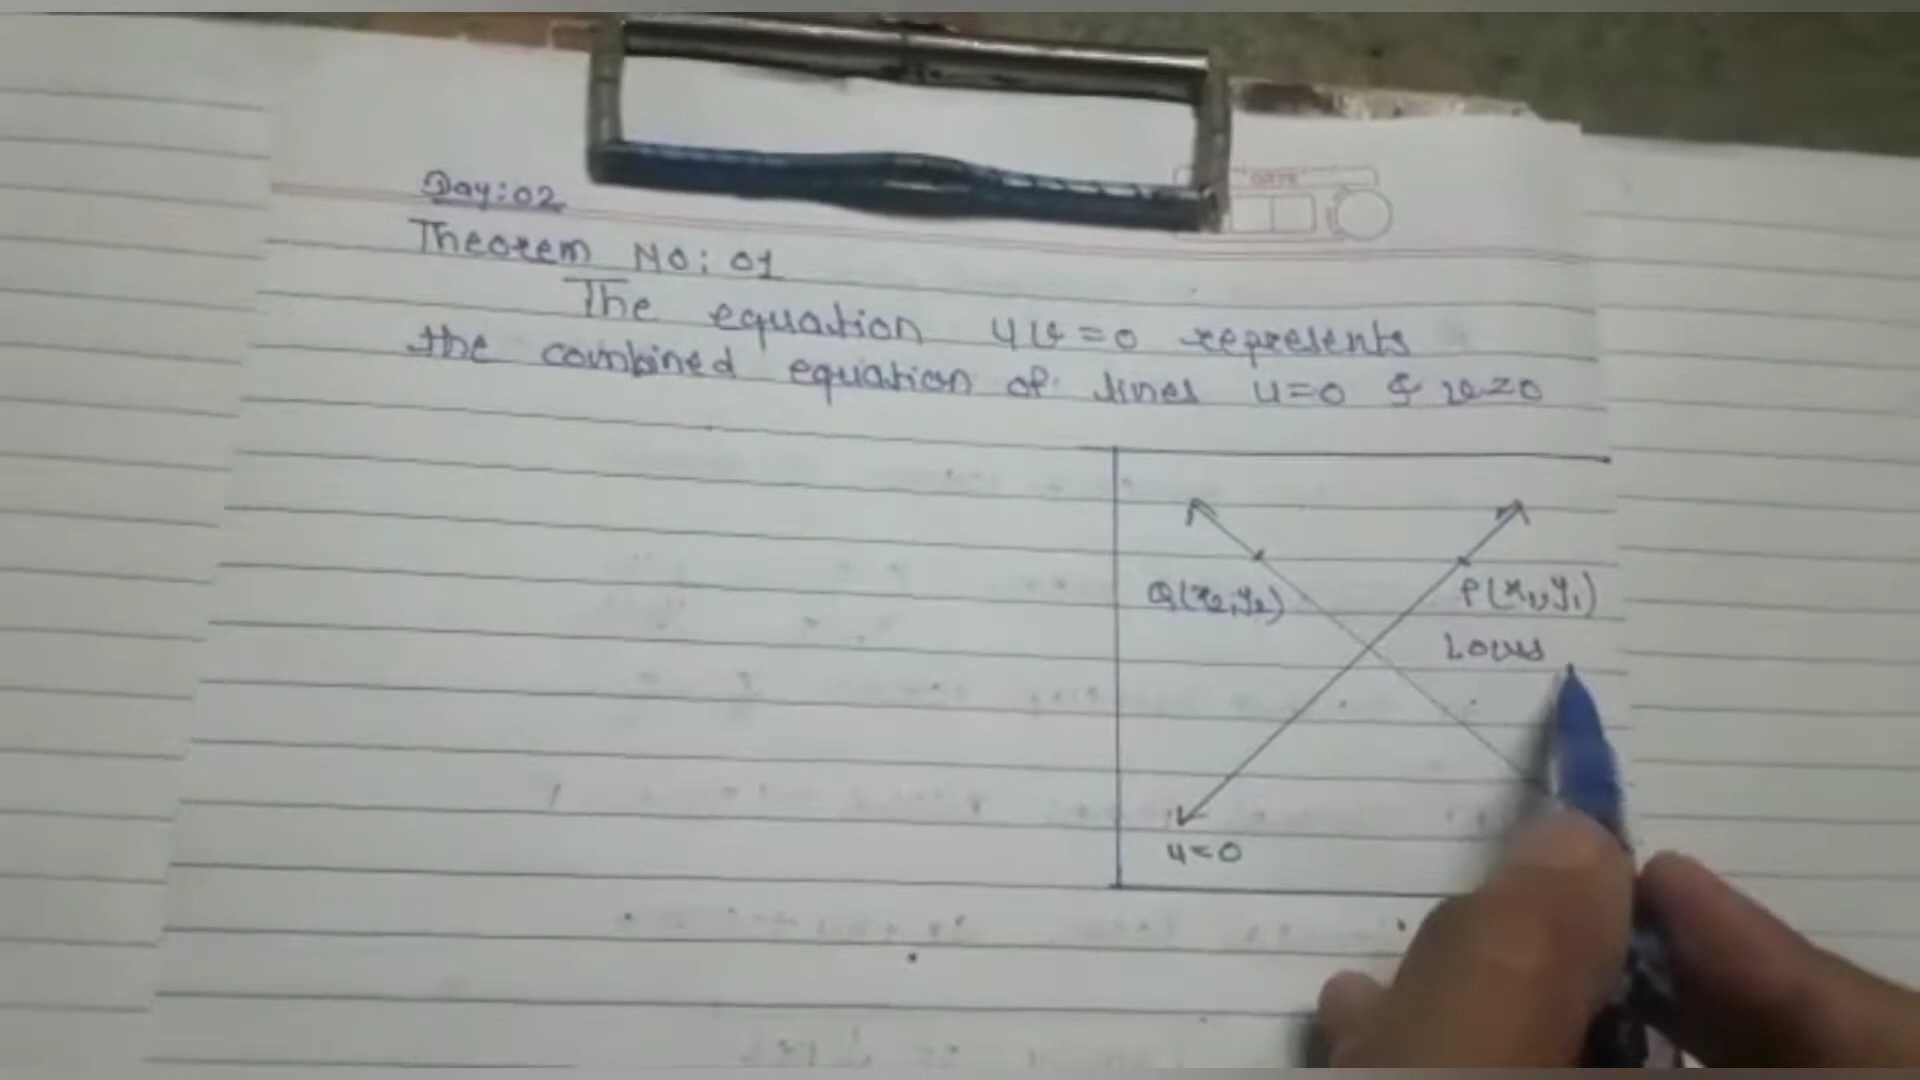 Day:02
Theorem No: 01
The equation uv=0 represents
the combined equation of lines u=0 & v=0
Q(x2,y2)
P(x1,y1)
Locus
u=0